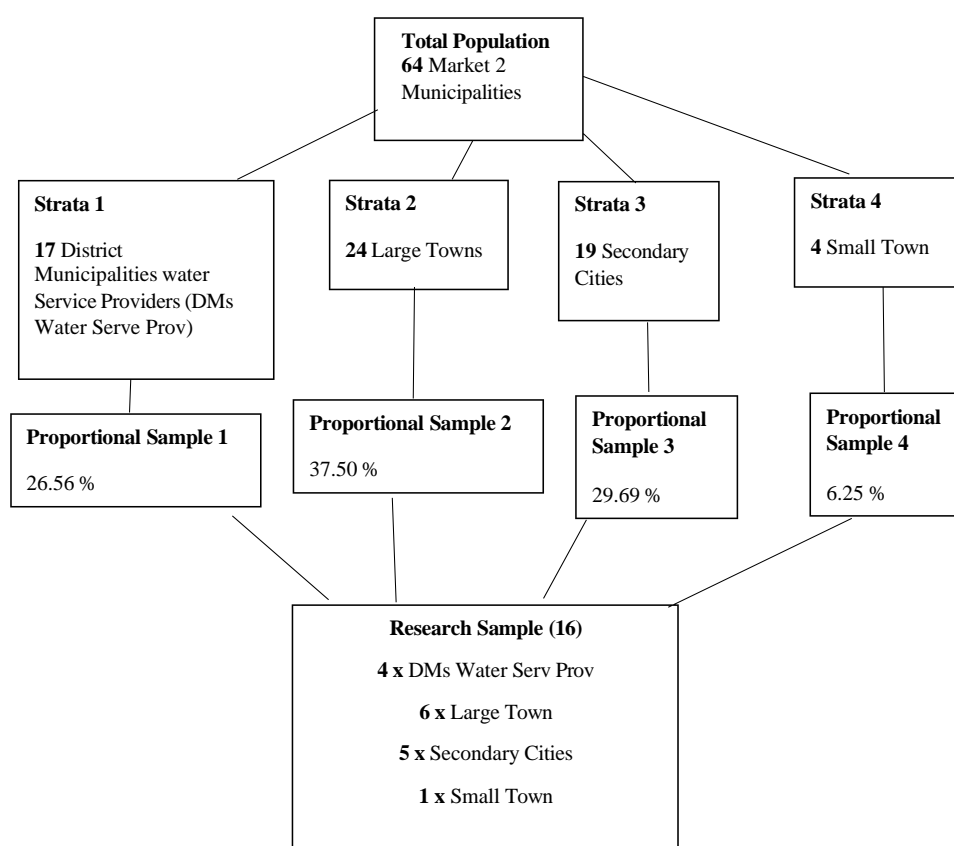 Total Population
64 Market 2
Municipalities
Strata 1
17 District
Municipalities water
Service Providers (DMs
Water Serve Prov)
Strata 2
24 Large Towns
Strata 3
19 Secondary
Cities
Strata 4
4 Small Town
Proportional Sample 1
26.56 %
Proportional Sample 2
37.50 %
Proportional
Sample 3
29.69 %
Proportional
Sample 4
6.25 %
Research Sample (16)
4 x DMs Water Serv Prov
6 x Large Town
5 x Secondary Cities
1 x Small Town